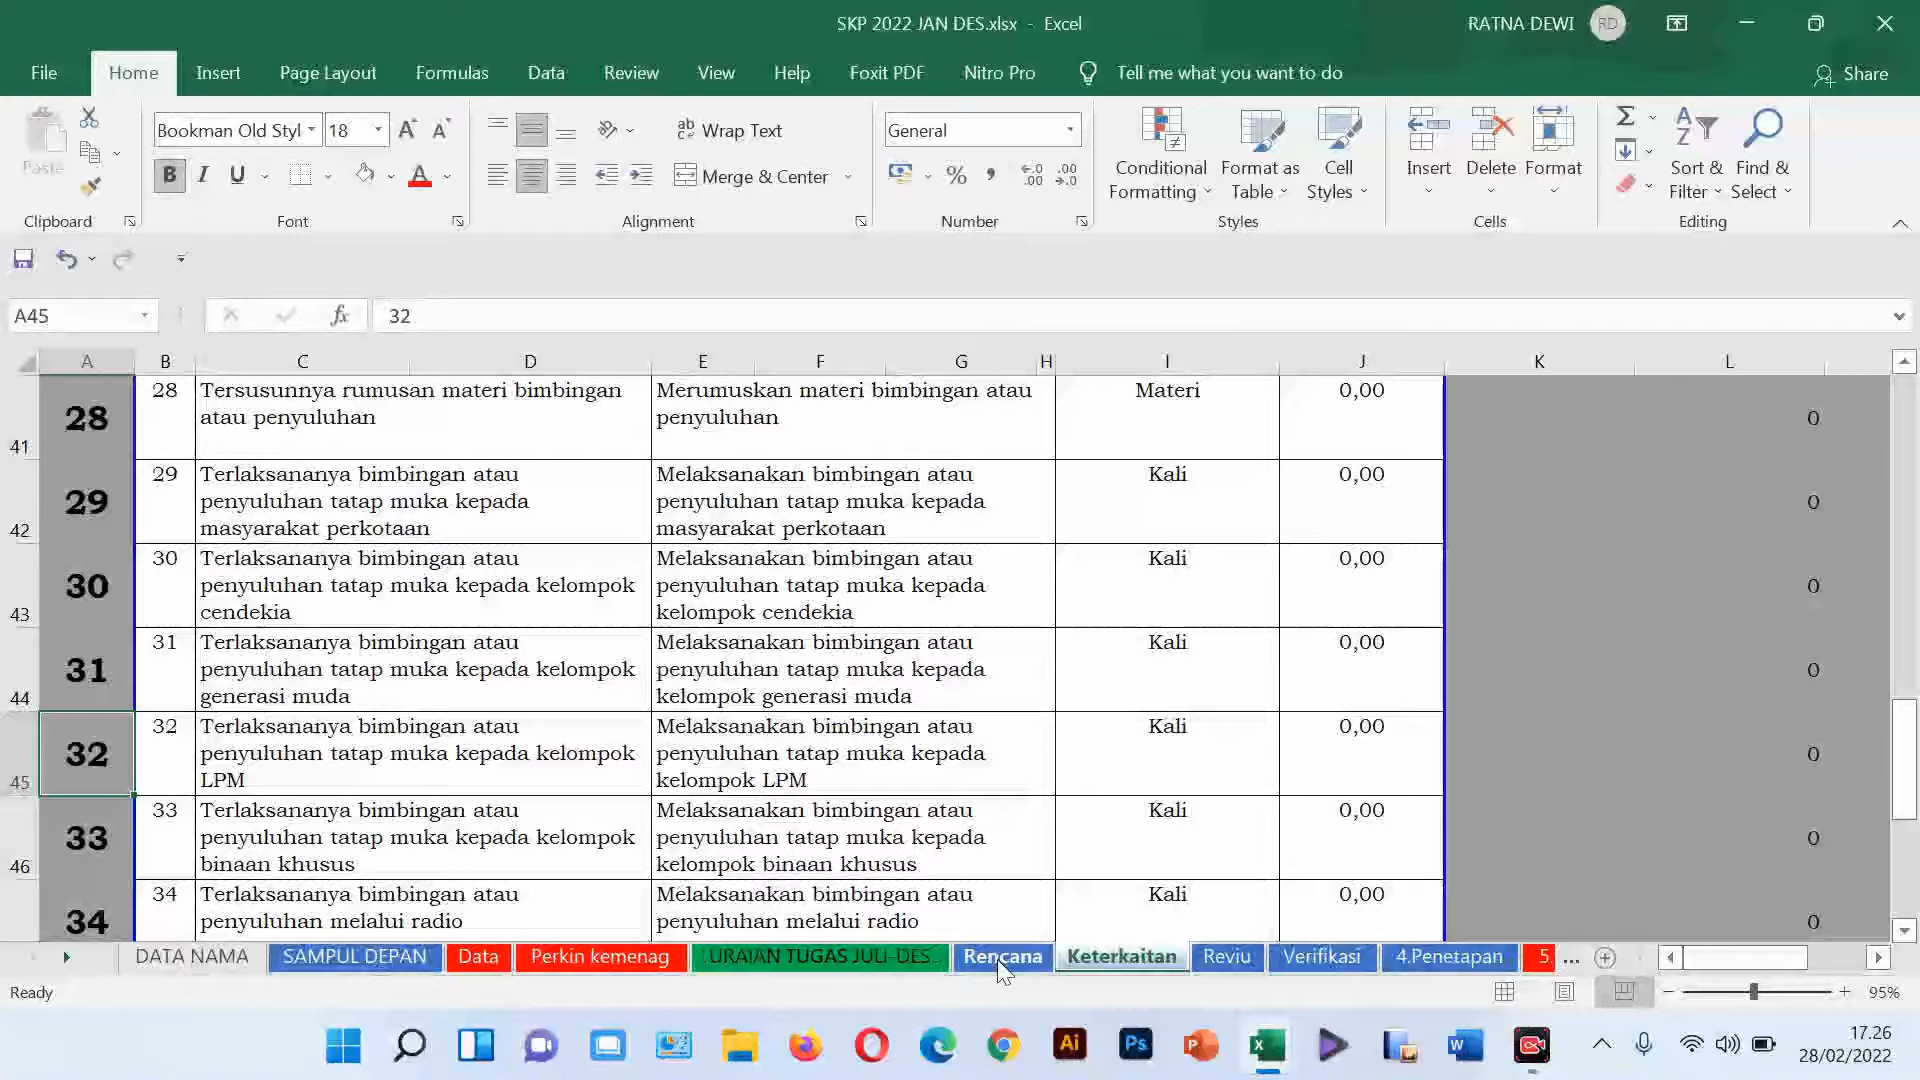 SKP 2022 JAN DES.xlsx - Excel
RATNA DEWI
RD
File Home Insert Page Layout Formulas Data Review View Help Foxit PDF Nitro Pro Tell me what you want to do
Share
Paste
Clipboard
Bookman Old Styl 18
B I U
Font
Wrap Text
Merge & Center
Alignment
General
Number
Conditional Formatting
Format as Table
Cell Styles
Styles
Insert Delete Format
Cells
Sort & Filter
Find & Select
Editing
A45
fx 32
A B C D E F G H I J K L
41 28 28 Tersusunnya rumusan materi bimbingan Merumuskan materi bimbingan atau Materi 0,00 0
atau penyuluhan penyuluhan
42 29 29 Terlaksananya bimbingan atau Melaksanakan bimbingan atau Kali 0,00 0
penyuluhan tatap muka kepada penyuluhan tatap muka kepada
masyarakat perkotaan masyarakat perkotaan
43 30 30 Terlaksananya bimbingan atau Melaksanakan bimbingan atau Kali 0,00 0
penyuluhan tatap muka kepada kelompok penyuluhan tatap muka kepada
cendekia kelompok cendekia
44 31 31 Terlaksananya bimbingan atau Melaksanakan bimbingan atau Kali 0,00 0
penyuluhan tatap muka kepada kelompok penyuluhan tatap muka kepada
generasi muda kelompok generasi muda
45 32 32 Terlaksananya bimbingan atau Melaksanakan bimbingan atau Kali 0,00 0
penyuluhan tatap muka kepada kelompok penyuluhan tatap muka kepada
LPM kelompok LPM
46 33 33 Terlaksananya bimbingan atau Melaksanakan bimbingan atau Kali 0,00 0
penyuluhan tatap muka kepada kelompok penyuluhan tatap muka kepada
binaan khusus kelompok binaan khusus
34 34 Terlaksananya bimbingan atau Melaksanakan bimbingan atau Kali 0,00 0
penyuluhan melalui radio penyuluhan melalui radio
DATA NAMA SAMPUL DEPAN Data Perkin kemenag URAIAN TUGAS JULI-DES... Rencana Keterkaitan Reviu Verifikasi 4.Penetapan 5. ...
Ready
95%
17.26
28/02/2022